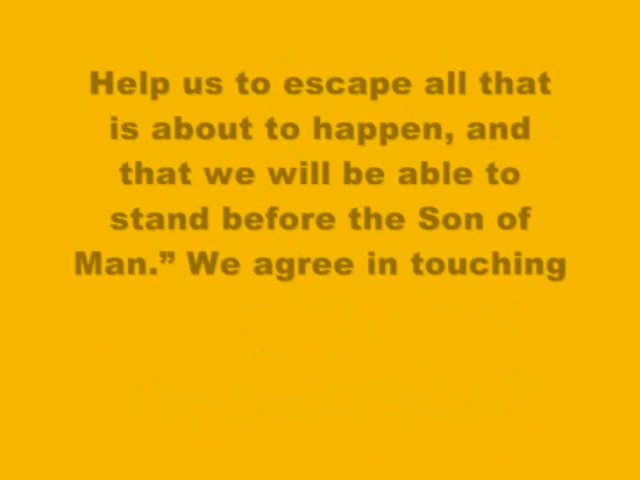 Help us to escape all that
is about to happen, and
that we will be able to
stand before the Son of
Man.” We agree in touching